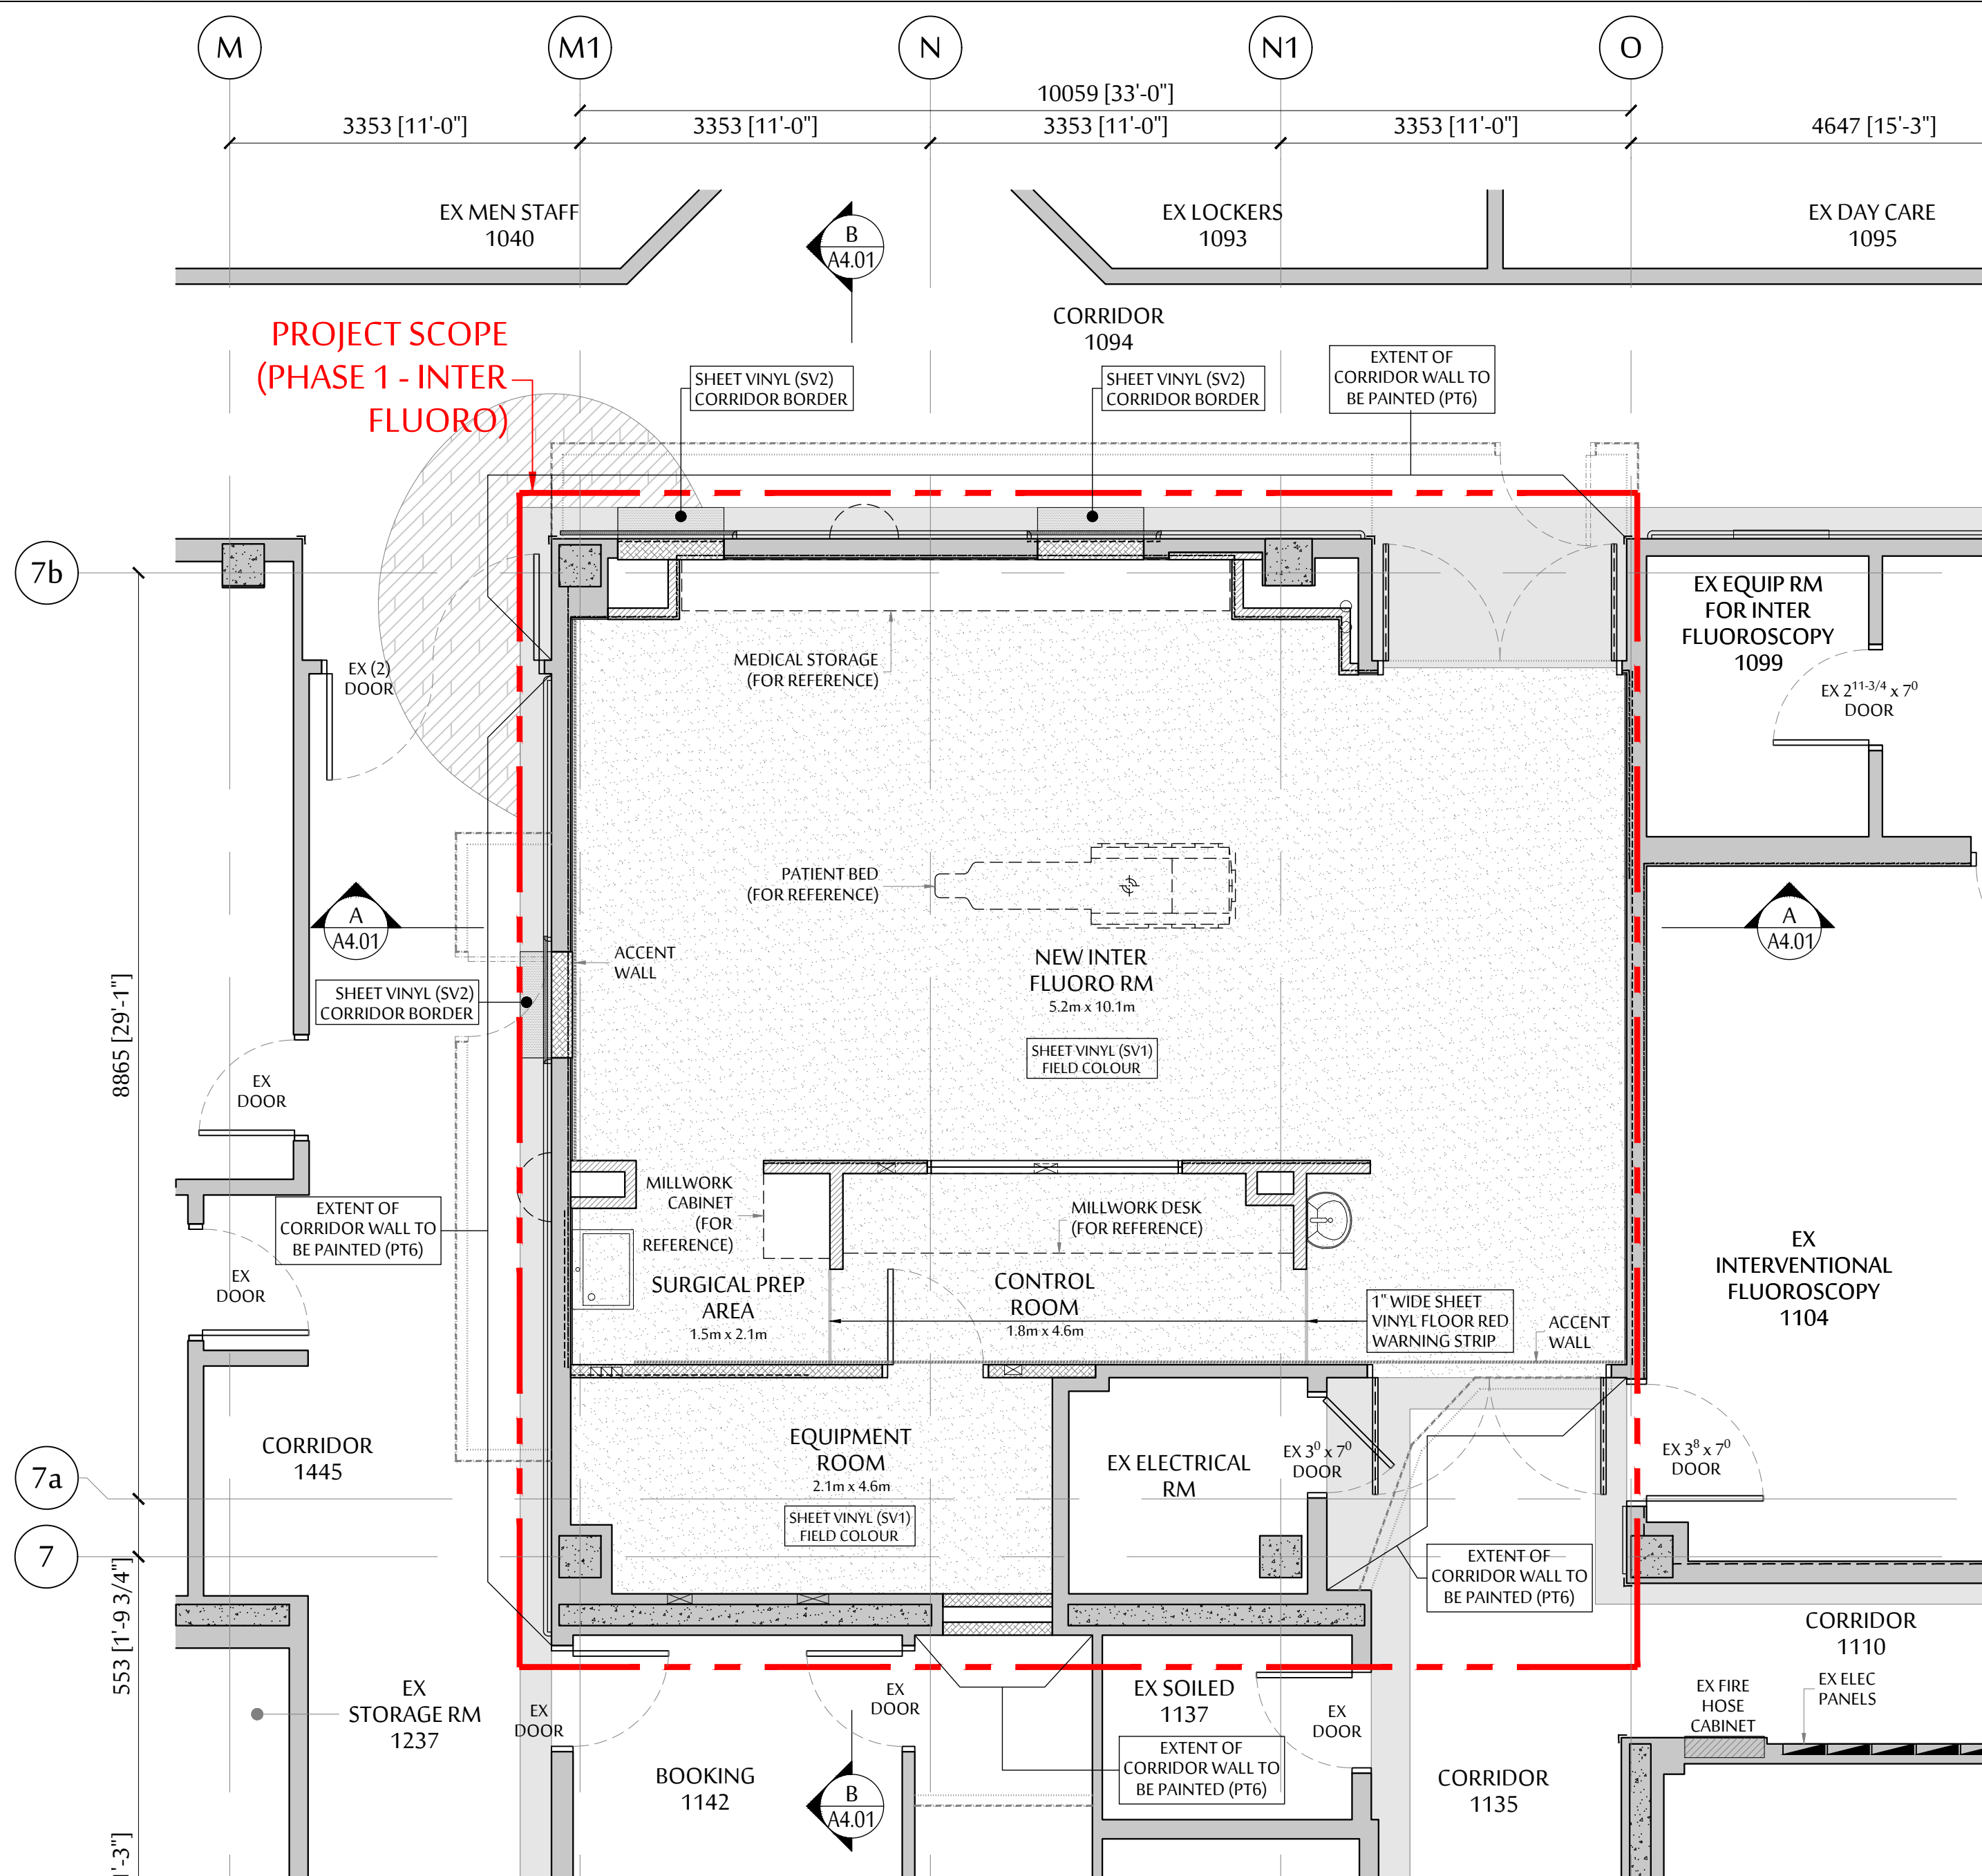 M
M1
N
N1
O
10059 [33'-0"]
3353 [11'-0"]
3353 [11'-0"]
3353 [11'-0"]
3353 [11'-0"]
4647 [15'-3"]
EX MEN STAFF
1040
B
A4.01
EX LOCKERS
1093
EX DAY CARE
1095
CORRIDOR
1094
PROJECT SCOPE
(PHASE 1 - INTER
FLUORO)
SHEET VINYL (SV2)
CORRIDOR BORDER
SHEET VINYL (SV2)
CORRIDOR BORDER
EXTENT OF
CORRIDOR WALL TO
BE PAINTED (PT6)
7b
EX (2)
DOOR
MEDICAL STORAGE
(FOR REFERENCE)
EX EQUIP RM
FOR INTER
FLUOROSCOPY
1099
EX 2¹¹⁻³/⁴ x 7⁰
DOOR
PATIENT BED
(FOR REFERENCE)
A
A4.01
A
A4.01
ACCENT
WALL
NEW INTER
FLUORO RM
5.2m x 10.1m
SHEET VINYL (SV2)
CORRIDOR BORDER
SHEET VINYL (SV1)
FIELD COLOUR
8865 [29'-1"]
EX
DOOR
EXTENT OF
CORRIDOR WALL TO
BE PAINTED (PT6)
MILLWORK
CABINET
(FOR
REFERENCE)
MILLWORK DESK
(FOR REFERENCE)
EX
DOOR
SURGICAL PREP
AREA
1.5m x 2.1m
CONTROL
ROOM
1.8m x 4.6m
1" WIDE SHEET
VINYL FLOOR RED
WARNING STRIP
ACCENT
WALL
EX
INTERVENTIONAL
FLUOROSCOPY
1104
CORRIDOR
1445
EQUIPMENT
ROOM
2.1m x 4.6m
SHEET VINYL (SV1)
FIELD COLOUR
EX ELECTRICAL
RM
EX 3⁰ x 7⁰
DOOR
EX 3⁸ x 7⁰
DOOR
7a
7
553 [1'-9 3/4"]
EXTENT OF
CORRIDOR WALL TO
BE PAINTED (PT6)
CORRIDOR
1110
EX
STORAGE RM
1237
EX
DOOR
EX
DOOR
EX SOILED
1137
EX
DOOR
EX FIRE
HOSE
CABINET
EX ELEC
PANELS
EXTENT OF
CORRIDOR WALL TO
BE PAINTED (PT6)
BOOKING
1142
B
A4.01
CORRIDOR
1135
'-3"]